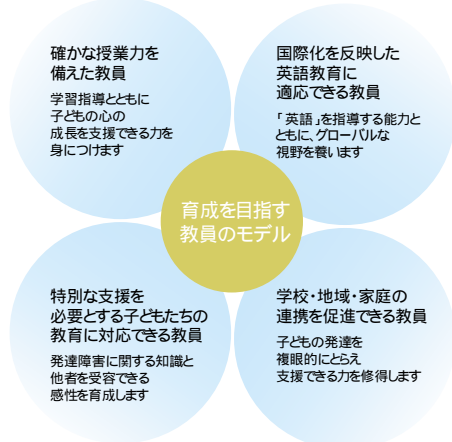 確かな授業力を
備えた教員
学習指導とともに
子どもの心の
成長を支援できる力を
身につけます
国際化を反映した
英語教育に
適応できる教員
「英語」を指導する能力と
ともに、グローバルな
視野を養います
育成を目指す
教員のモデル
特別な支援を
必要とする子どもたちの
教育に対応できる教員
発達障害に関する知識と
他者を受容できる
感性を育成します
学校・地域・家庭の
連携を促進できる教員
子どもの発達を
複眼的にとらえ
支援できる力を修得します